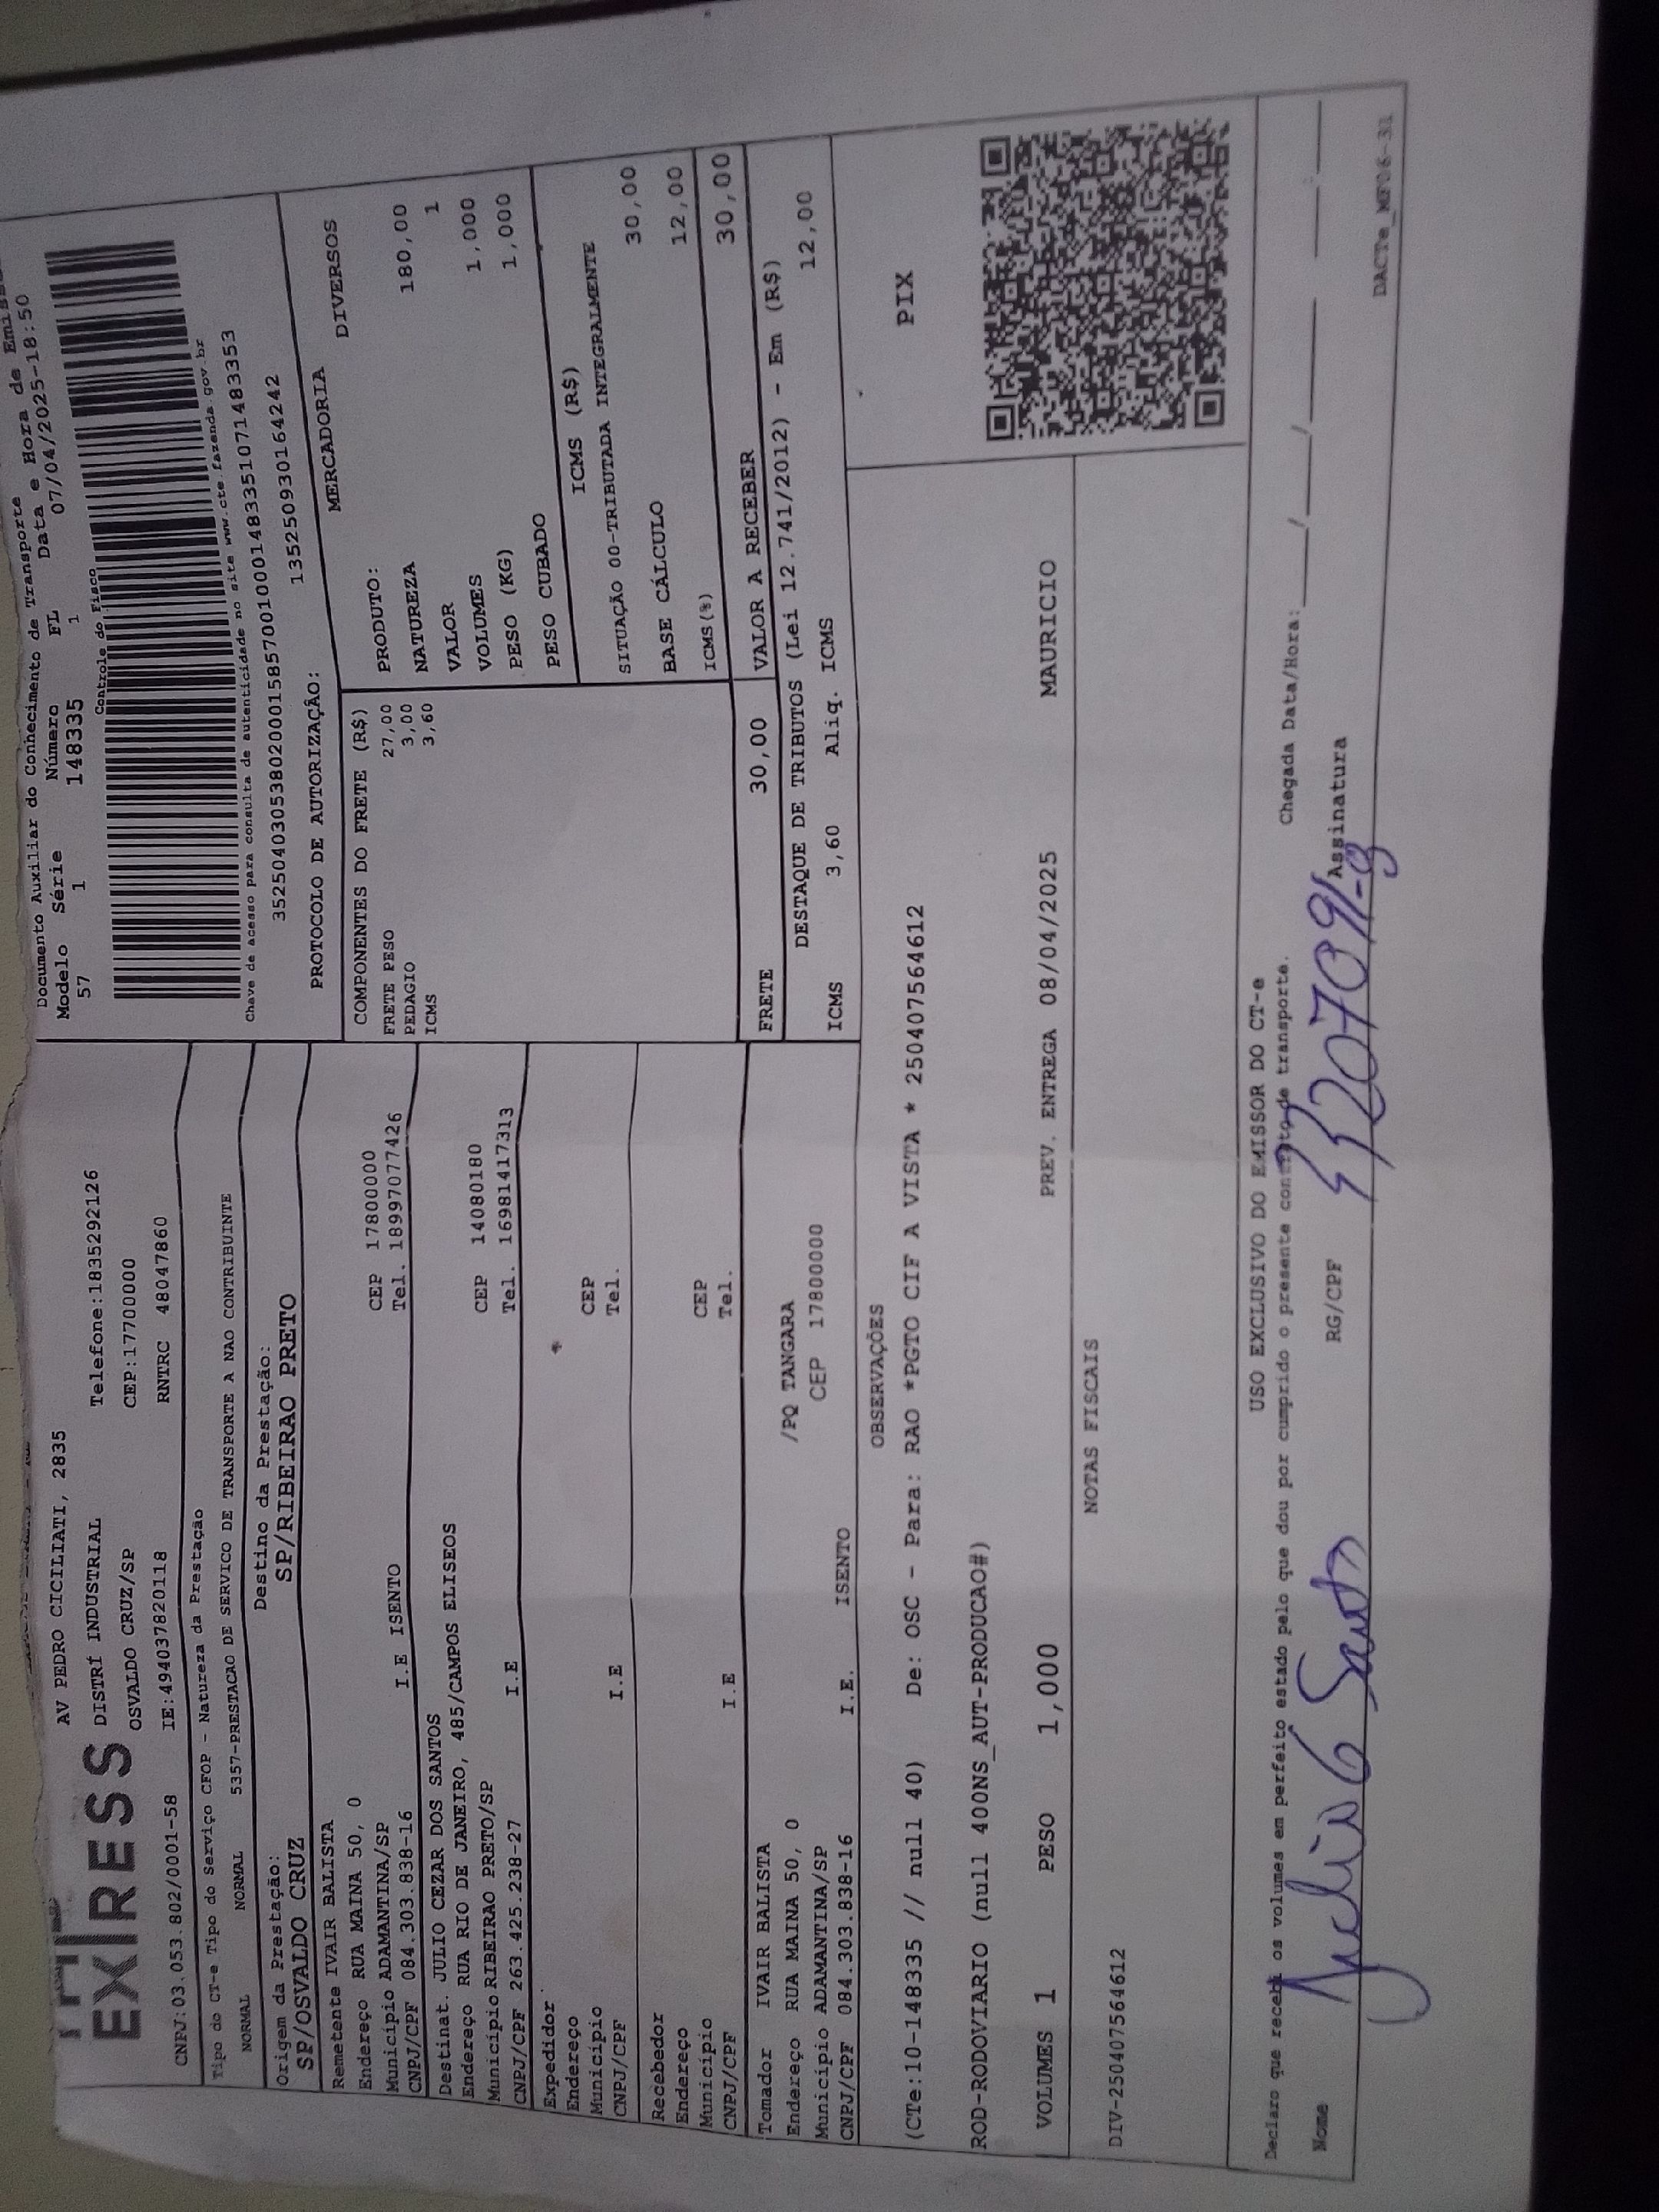 EXPRESS
AV PEDRO CICILIATI, 2835
DISTRÍ INDUSTRIAL Telefone:1835292126
OSVALDO CRUZ/SP CEP:17700000
CNPJ:03.053.802/0001-58 IE:494037820118 RNTRC 48047860
Documento Auxiliar do Conhecimento de Transporte
Modelo Série Número FL Data e Hora de
57 1 148335 1 07/04/2025-18:50
Controle do Fisco
Chave de acesso para consulta de autenticidade no site www.cte.fazenda.gov.br
35250403053802000158570010001483351071483353
PROTOCOLO DE AUTORIZAÇÃO: 135250930164242
Tipo do CT-e Tipo do Serviço CFOP - Natureza da Prestação
NORMAL NORMAL 5357-PRESTACAO DE SERVICO DE TRANSPORTE A NAO CONTRIBUINTE
Origem da Prestação: Destino da Prestação:
SP/OSVALDO CRUZ SP/RIBEIRAO PRETO
Remetente IVAIR BALISTA
Endereço RUA MAINA 50, 0 CEP 17800000
Município ADAMANTINA/SP Tel. 18997077426
CNPJ/CPF 084.303.838-16 I.E ISENTO
Destinat. JULIO CEZAR DOS SANTOS
Endereço RUA RIO DE JANEIRO, 485/CAMPOS ELISEOS CEP 14080180
Município RIBEIRAO PRETO/SP Tel. 16981417313
CNPJ/CPF 263.425.238-27 I.E
Expedidor
Endereço CEP
Município Tel.
CNPJ/CPF I.E
Recebedor
Endereço CEP
Município Tel.
CNPJ/CPF I.E
Tomador IVAIR BALISTA
Endereço RUA MAINA 50, 0 /PQ TANGARA
Município ADAMANTINA/SP CEP 17800000
CNPJ/CPF 084.303.838-16 I.E. ISENTO
COMPONENTES DO FRETE (R$)
FRETE PESO 27,00
PEDAGIO 3,00
ICMS 3,60
MERCADORIA
PRODUTO: DIVERSOS
NATUREZA
VALOR 180,00
VOLUMES 1
PESO (KG) 1,000
PESO CUBADO 1,000
ICMS (R$)
SITUAÇÃO 00-TRIBUTADA INTEGRALMENTE
BASE CÁLCULO 30,00
ICMS(%) 12,00
FRETE 30,00 VALOR A RECEBER 30,00
DESTAQUE DE TRIBUTOS (Lei 12.741/2012) - Em (R$)
ICMS 3,60 Aliq. ICMS 12,00
OBSERVAÇÕES
(CTe:10-148335 // null 40) De: OSC - Para: RAO *PGTO CIF A VISTA * 250407564612
PIX
ROD-RODOVIARIO (null 400NS_AUT-PRODUCAO#)
VOLUMES 1 PESO 1,000 PREV. ENTREGA 08/04/2025 MAURICIO
NOTAS FISCAIS
DIV-250407564612
USO EXCLUSIVO DO EMISSOR DO CT-e
Declaro que recebi os volumes em perfeito estado pelo que dou por cumprido o presente contrato de transporte. Chegada Data/Hora:___/___/___ ___:___
Nome Santos RG/CPF Assinatura
DACTe_MF06-31